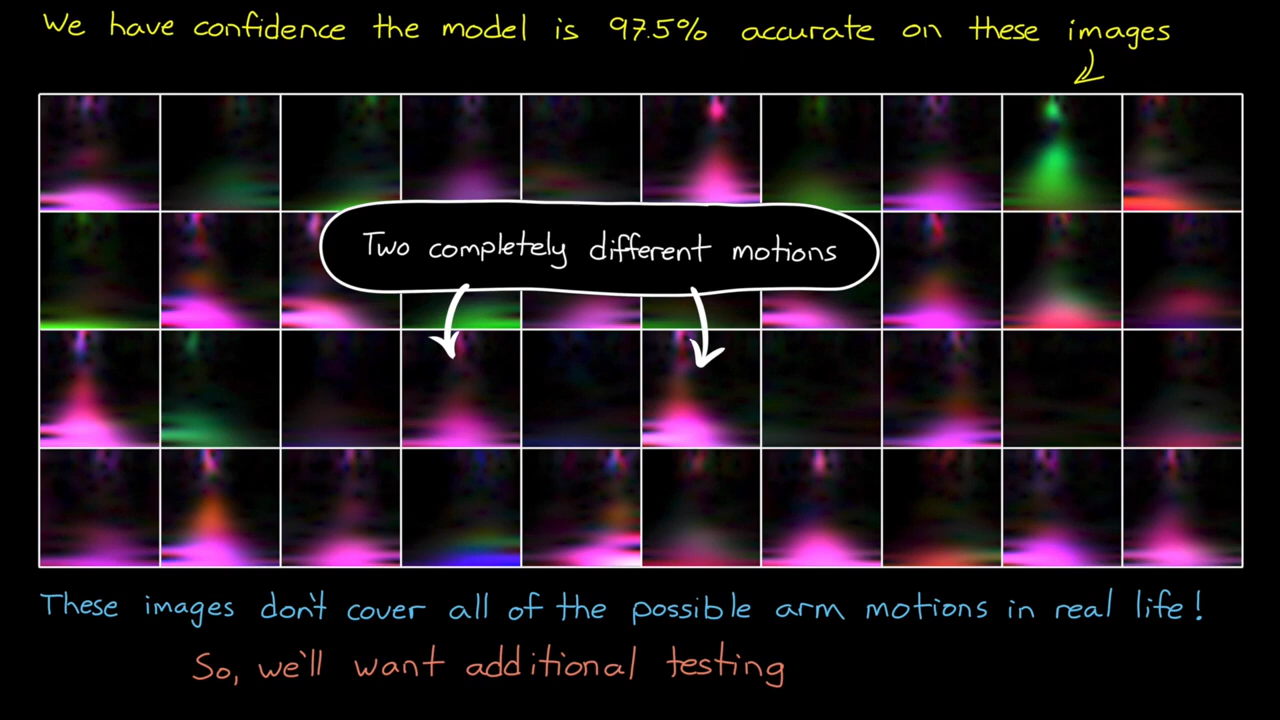 We have confidence the model is 97.5% accurate on these images
Two completely different motions
These images don't cover all of the possible arm motions in real life!
So, we'll want additional testing